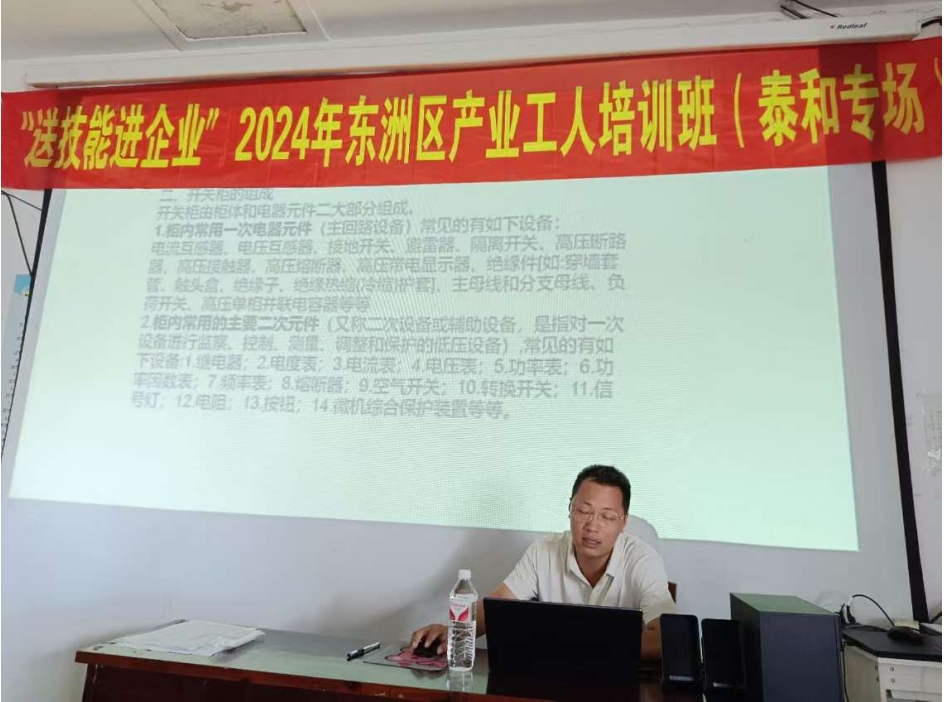 Redleaf
“送技能进企业”2024年东洲区产业工人培训班（泰和专场）
二、开关柜的组成
开关柜由柜体和电器元件二大部分组成。
1.柜内常用一次电器元件（主回路设备）常见的有如下设备：
电流互感器、电压互感器、接地开关、避雷器、隔离开关、高压断路
器、高压接触器、高压熔断器、高压带电显示器、绝缘件[如:穿墙套
管、触头盒、绝缘子、绝缘热缩(冷缩)护套]、主母线和分支母线、负
荷开关、高压单柜并联电容器等等
2.柜内常用的主要二次元件（又称二次设备或辅助设备，是指对一次
设备进行监察、控制、测量、调整和保护的低压设备）,常见的有如
下设备:1.继电器；2.电度表；3.电流表；4.电压表；5.功率表；6.功
率因数表；7.频率表；8.熔断器；9.空气开关；10.转换开关；11.信
号灯；12.电阻；13.按钮；14.微机综合保护装置等等。